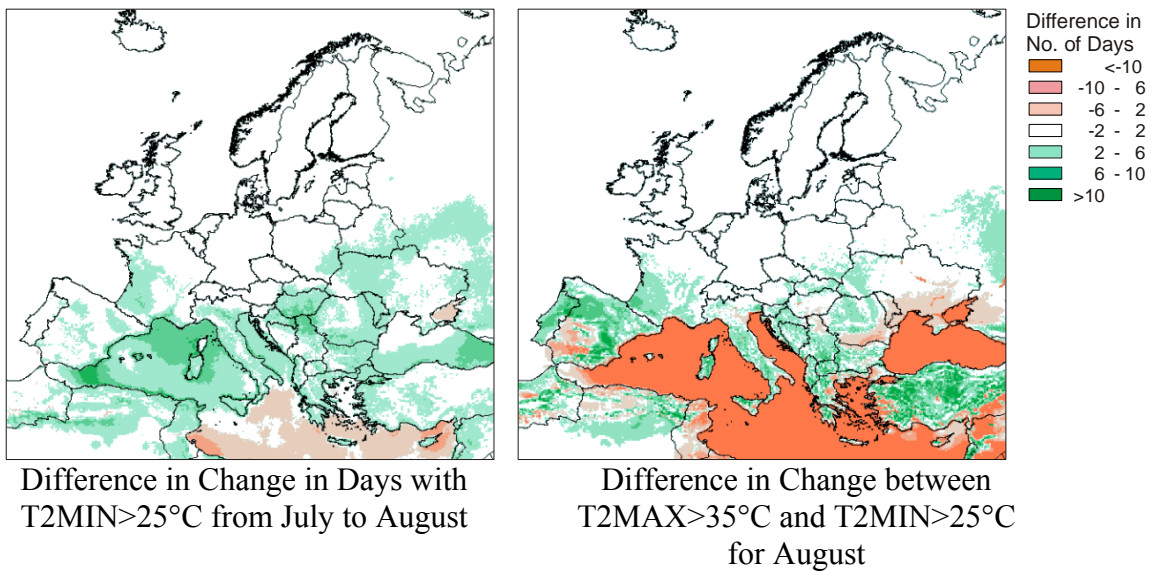 Difference in
No. of Days
<-10
-10 - 6
-6 - 2
-2 - 2
2 - 6
6 - 10
>10
Difference in Change in Days with
T2MIN>25°C from July to August
Difference in Change between
T2MAX>35°C and T2MIN>25°C
for August